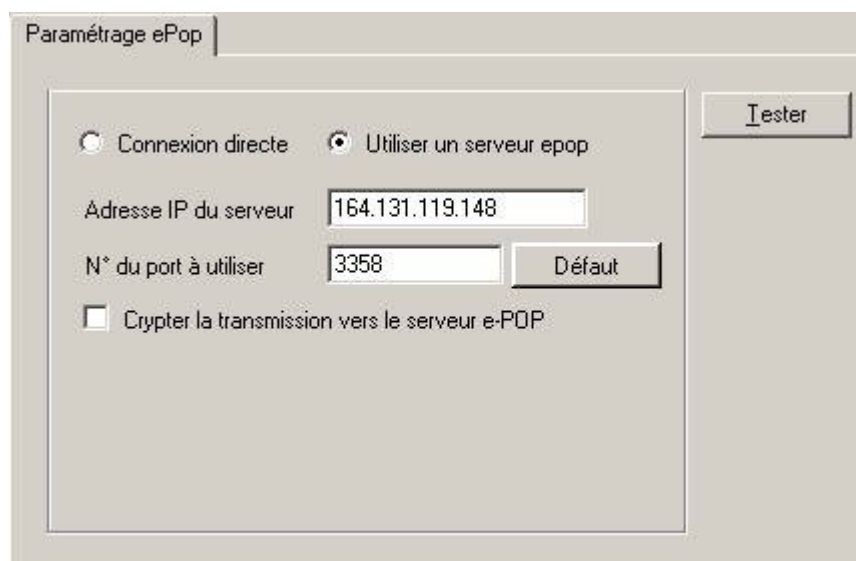 Paramétrage ePop
Tester
Connexion directe Utiliser un serveur epop
Adresse IP du serveur 164.131.119.148
N° du port à utiliser 3358 Défaut
Crypter la transmission vers le serveur e-POP